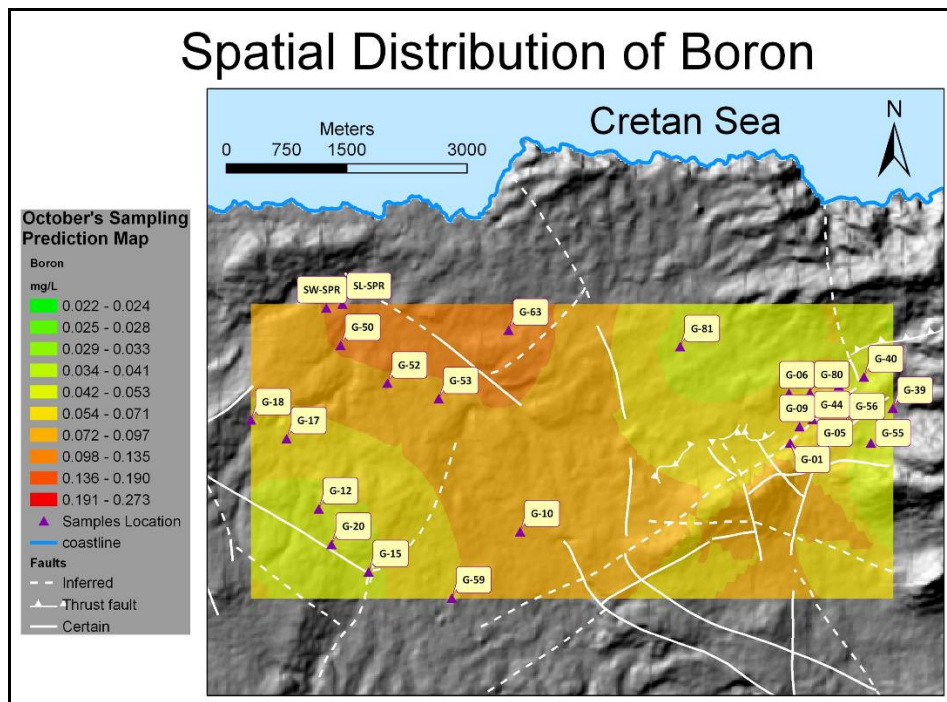 Spatial Distribution of Boron
Meters
0 750 1500 3000
Cretan Sea
N
October's Sampling
Prediction Map
Boron
mg/L
0.022 - 0.024
0.025 - 0.028
0.029 - 0.033
0.034 - 0.041
0.042 - 0.053
0.054 - 0.071
0.072 - 0.097
0.098 - 0.135
0.136 - 0.190
0.191 - 0.273
Samples Location
coastline
Faults
Inferred
Thrust fault
Certain
SW-SPR
SL-SPR
G-50
G-63
G-81
G-52
G-53
G-06
G-80
G-40
G-18
G-17
G-09
G-44
G-56
G-39
G-05
G-55
G-01
G-12
G-20
G-10
G-15
G-59